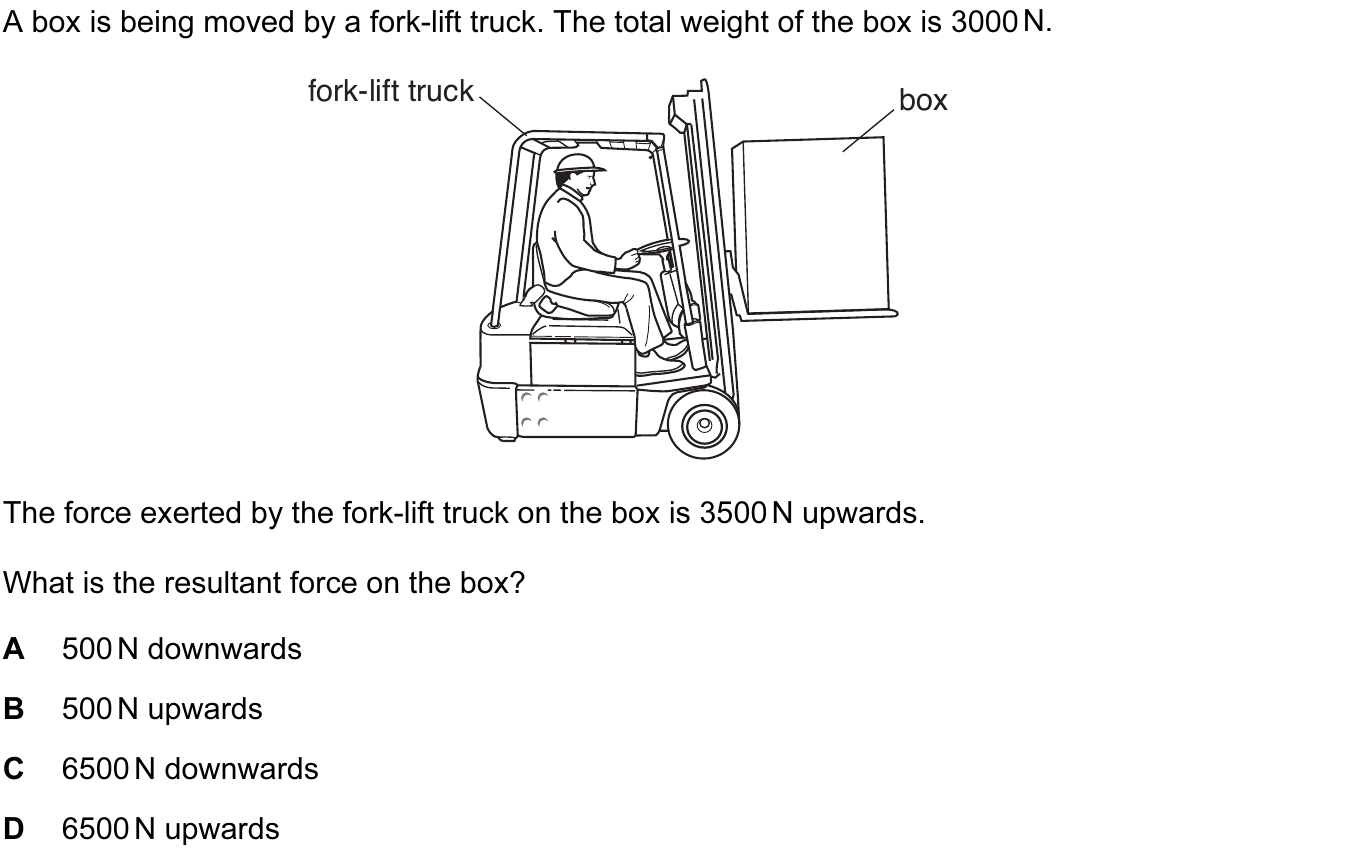 A box is being moved by a fork-lift truck. The total weight of the box is 3000 N.
fork-lift truck
box
The force exerted by the fork-lift truck on the box is 3500 N upwards.
What is the resultant force on the box?
A 500 N downwards
B 500 N upwards
C 6500 N downwards
D 6500 N upwards